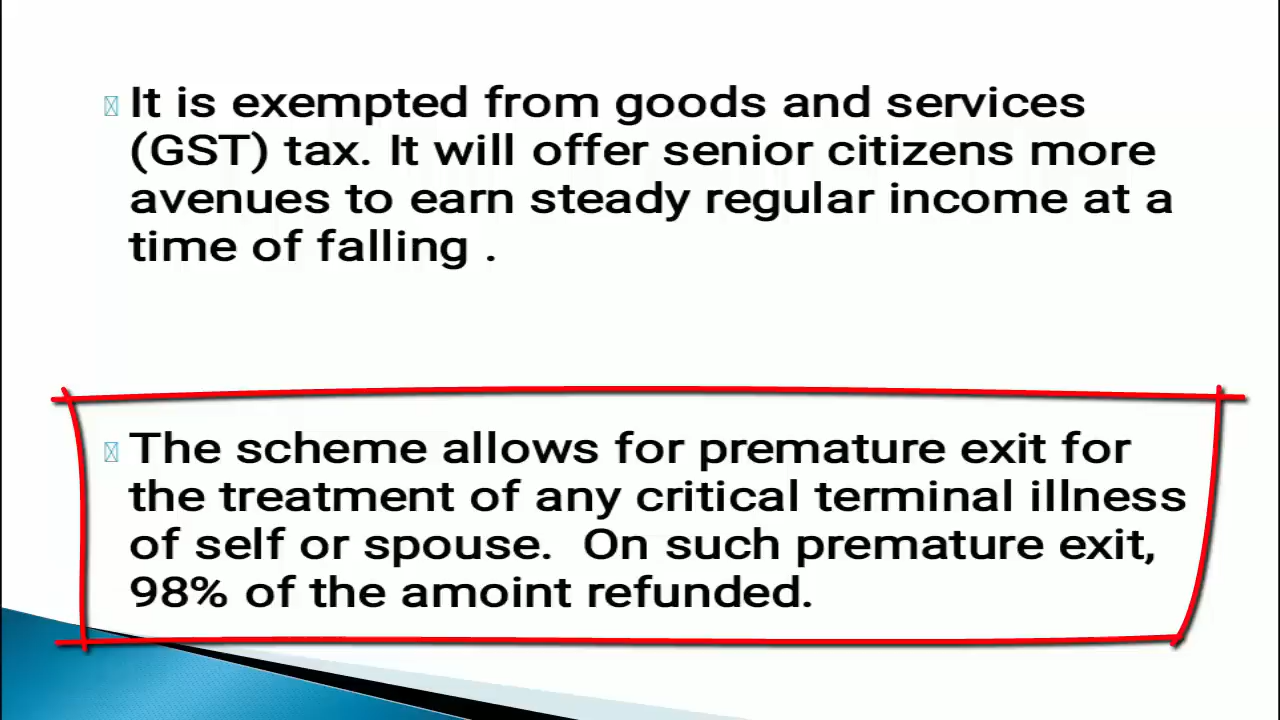 It is exempted from goods and services
(GST) tax. It will offer senior citizens more
avenues to earn steady regular income at a
time of falling .
The scheme allows for premature exit for
the treatment of any critical terminal illness
of self or spouse.  On such premature exit,
98% of the amoint refunded.